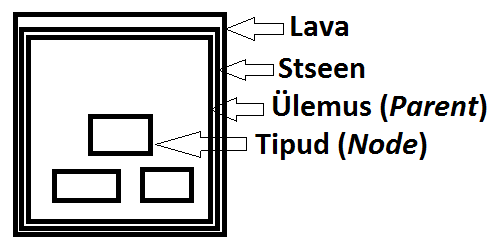 Lava
Stseen
Ülemus (Parent)
Tipud (Node)